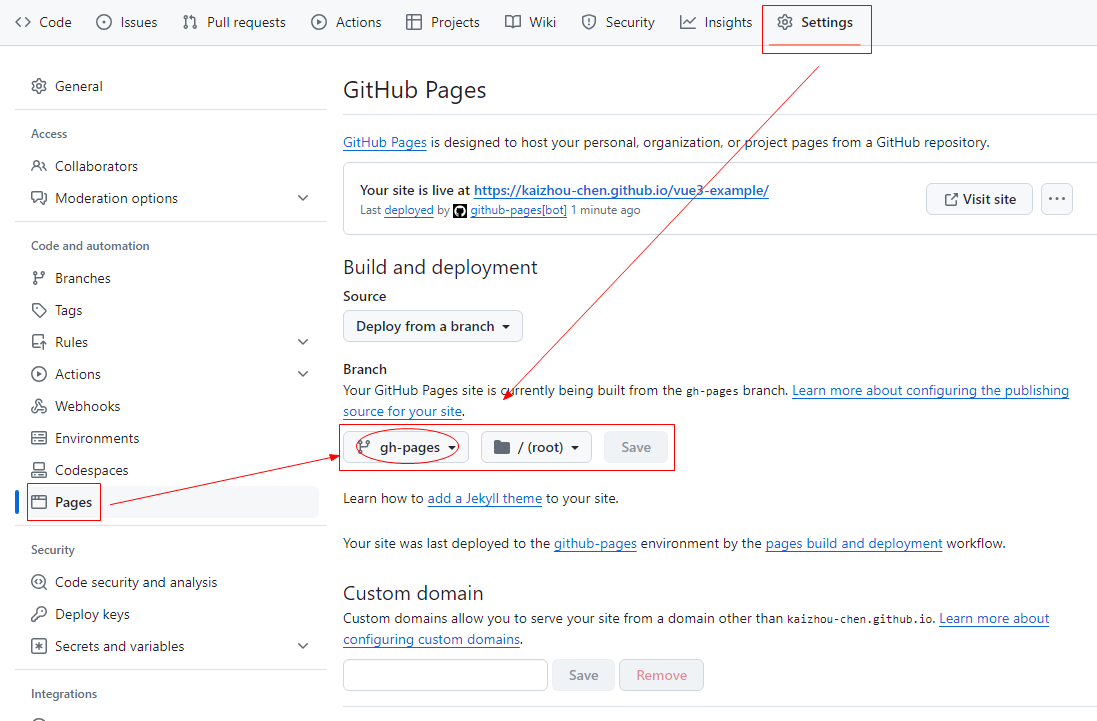 Code Issues Pull requests Actions Projects Wiki Security Insights Settings
General
Access
Collaborators
Moderation options
Code and automation
Branches
Tags
Rules
Actions
Webhooks
Environments
Codespaces
Pages
Security
Code security and analysis
Deploy keys
Secrets and variables
Integrations
GitHub Pages
GitHub Pages is designed to host your personal, organization, or project pages from a GitHub repository.
Your site is live at https://kaizhou-chen.github.io/vue3-example/
Last deployed by github-pages[bot] 1 minute ago
Visit site
Build and deployment
Source
Deploy from a branch
Branch
Your GitHub Pages site is currently being built from the gh-pages branch. Learn more about configuring the publishing
source for your site.
gh-pages / (root) Save
Learn how to add a Jekyll theme to your site.
Your site was last deployed to the github-pages environment by the pages build and deployment workflow.
Custom domain
Custom domains allow you to serve your site from a domain other than kaizhou-chen.github.io. Learn more about
configuring custom domains.
Save Remove